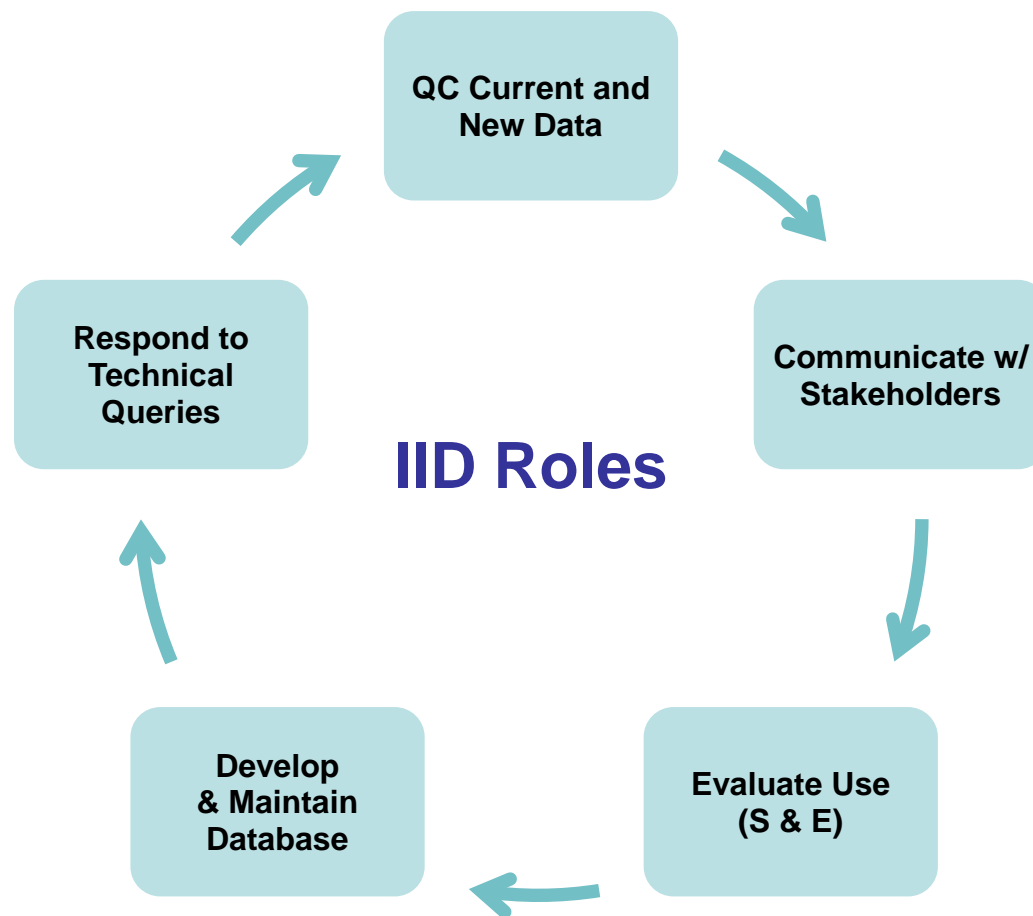 QC Current and
New Data
Respond to
Technical
Queries
Communicate w/
Stakeholders
IID Roles
Develop
& Maintain
Database
Evaluate Use
(S & E)